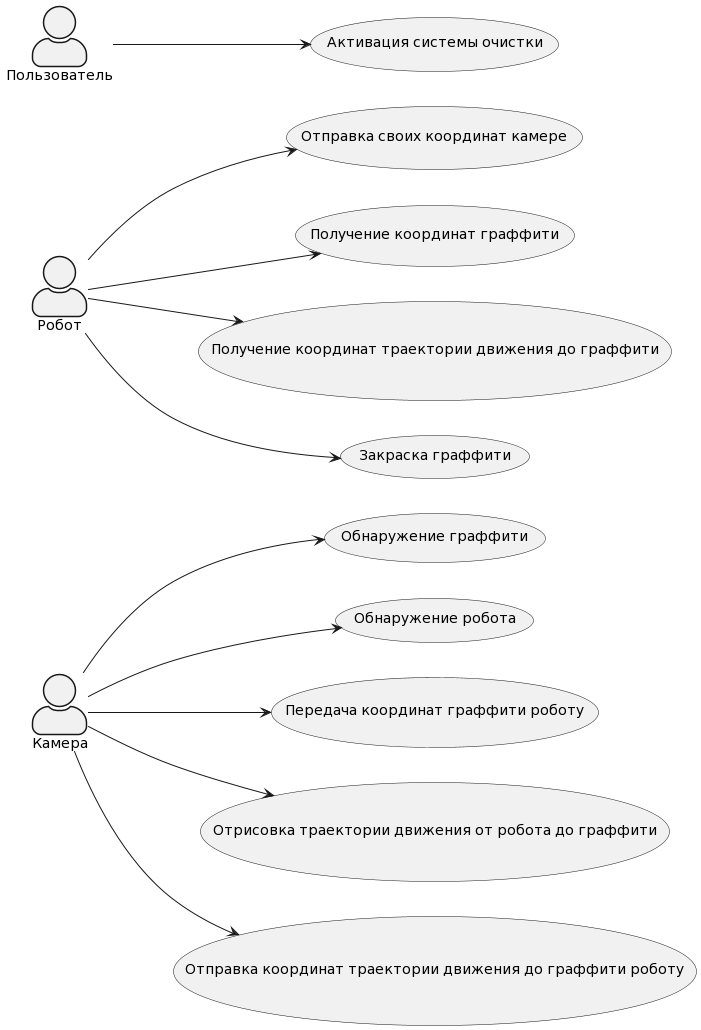 Пользователь
Активация системы очистки
Отправка своих координат камере
Получение координат граффити
Робот
Получение координат траектории движения до граффити
Закраска граффити
Обнаружение граффити
Обнаружение робота
Передача координат граффити роботу
Камера
Отрисовка траектории движения от робота до граффити
Отправка координат траектории движения до граффити роботу